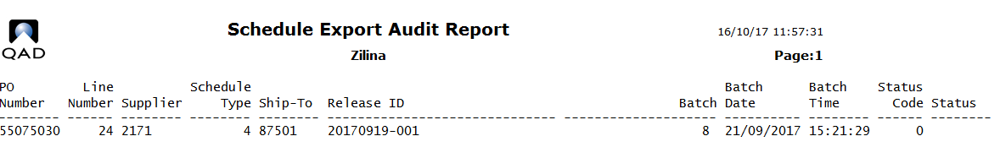 Schedule Export Audit Report 16/10/17 11:57:31
QAD Zilina Page:1
PO Line Schedule Batch Batch Status
Number Number Supplier Type Ship-To Release ID Batch Date Time Code Status
-------- ------ -------- -------- -------- ------------------------------ -------------------- ---------- -------- ------ --------
55075030 24 2171 4 87501 20170919-001 8 21/09/2017 15:21:29 0